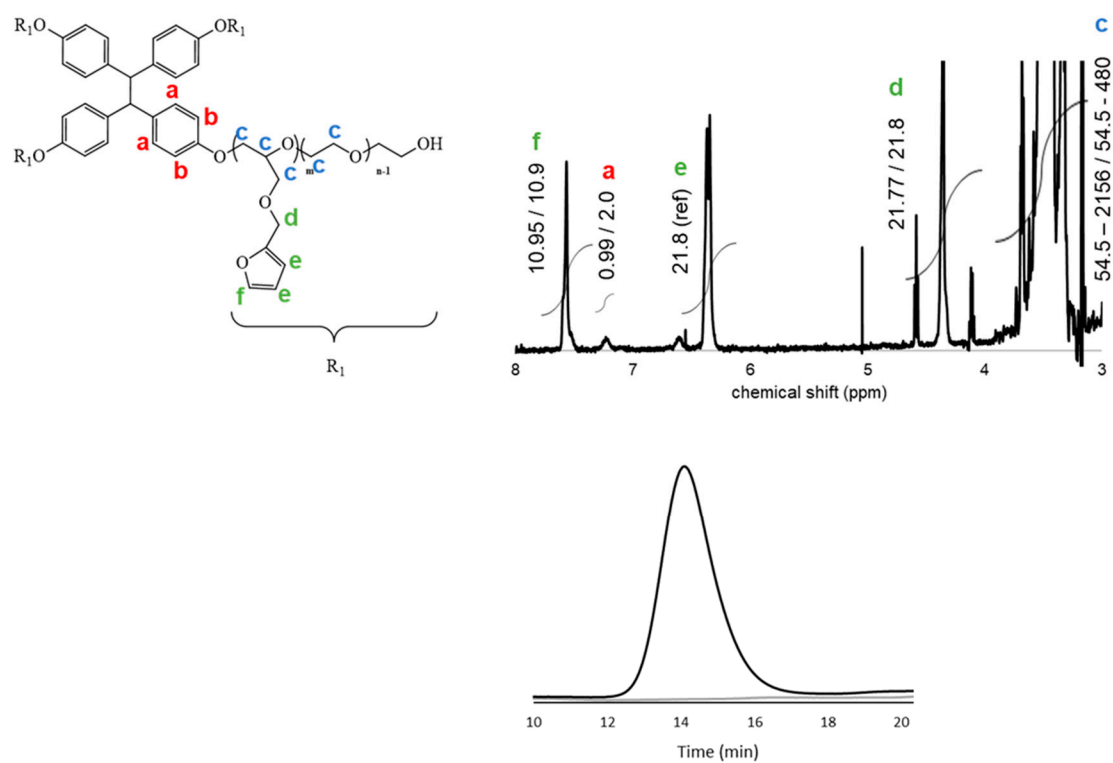 R1O
OR1
a
b
a
b
R1O
O
c
c
c
O
m
c
c
O
n-1
OH
O
d
O
e
e
f
R1
c
d
f
a
e
10.95 / 10.9
0.99 / 2.0
21.8 (ref)
21.77 / 21.8
54.5 – 2156 / 54.5 - 480
8
7
6
5
4
3
chemical shift (ppm)
10
12
14
16
18
20
Time (min)